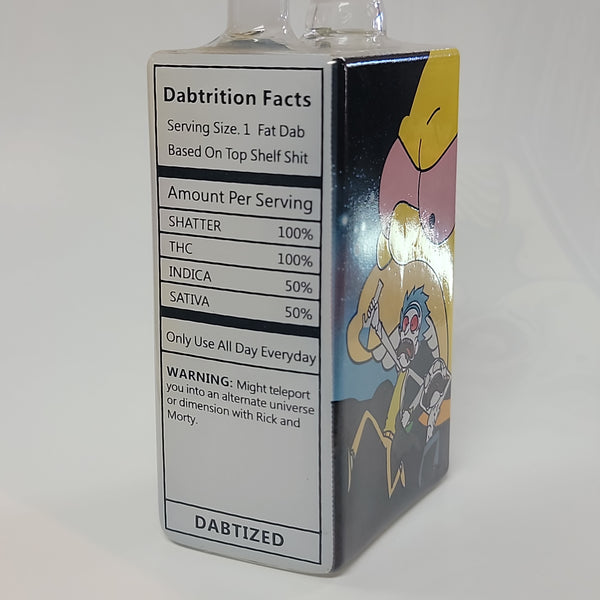 Dabtrition Facts
Serving Size. 1 Fat Dab
Based On Top Shelf Shit
Amount Per Serving
SHATTER 100%
THC 100%
INDICA 50%
SATIVA 50%
Only Use All Day Everyday
WARNING: Might teleport
you into an alternate universe
or dimension with Rick and
Morty.
DABTIZED